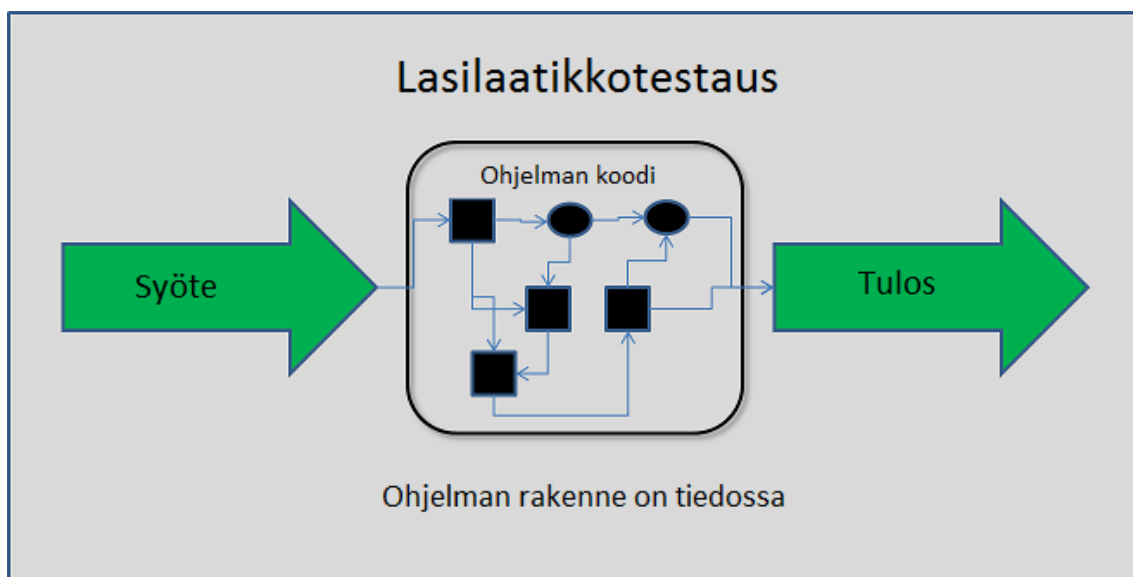 Lasilaatikkotestaus
Ohjelman koodi
Syöte
Tulos
Ohjelman rakenne on tiedossa